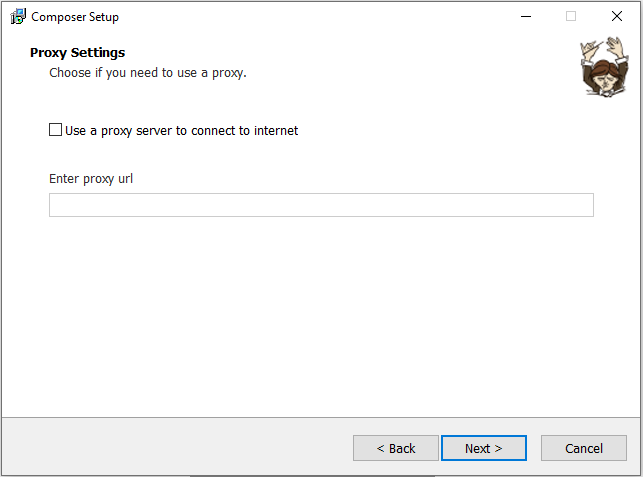 Composer Setup
Proxy Settings
Choose if you need to use a proxy.
Use a proxy server to connect to internet
Enter proxy url
< Back
Next >
Cancel